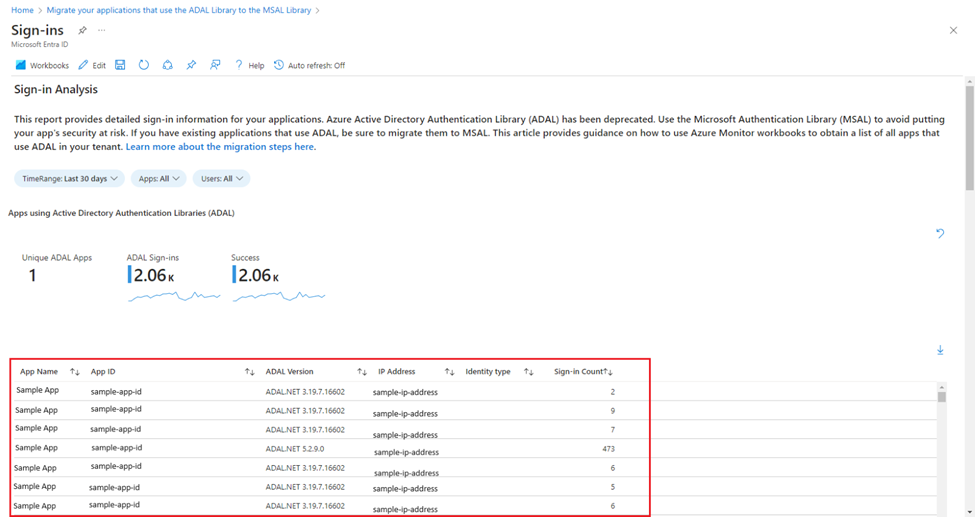 Home > Migrate your applications that use the ADAL Library to the MSAL Library >
Sign-ins
Microsoft Entra ID
Workbooks Edit Help Auto refresh: Off
Sign-in Analysis
This report provides detailed sign-in information for your applications. Azure Active Directory Authentication Library (ADAL) has been deprecated. Use the Microsoft Authentication Library (MSAL) to avoid putting
your app's security at risk. If you have existing applications that use ADAL, be sure to migrate them to MSAL. This article provides guidance on how to use Azure Monitor workbooks to obtain a list of all apps that
use ADAL in your tenant. Learn more about the migration steps here.
TimeRange: Last 30 days Apps: All Users: All
Apps using Active Directory Authentication Libraries (ADAL)
Unique ADAL Apps ADAL Sign-ins Success
1 2.06 K 2.06 K
App Name App ID ADAL Version IP Address Identity type Sign-in Count
Sample App sample-app-id ADAL.NET 3.19.7.16602 sample-ip-address 2
Sample App sample-app-id ADAL.NET 3.19.7.16602 sample-ip-address 9
Sample App sample-app-id ADAL.NET 3.19.7.16602 sample-ip-address 7
Sample App sample-app-id ADAL.NET 5.2.9.0 sample-ip-address 473
Sample App sample-app-id ADAL.NET 3.19.7.16602 sample-ip-address 6
Sample App sample-app-id ADAL.NET 3.19.7.16602 sample-ip-address 5
Sample App sample-app-id ADAL.NET 3.19.7.16602 sample-ip-address 6